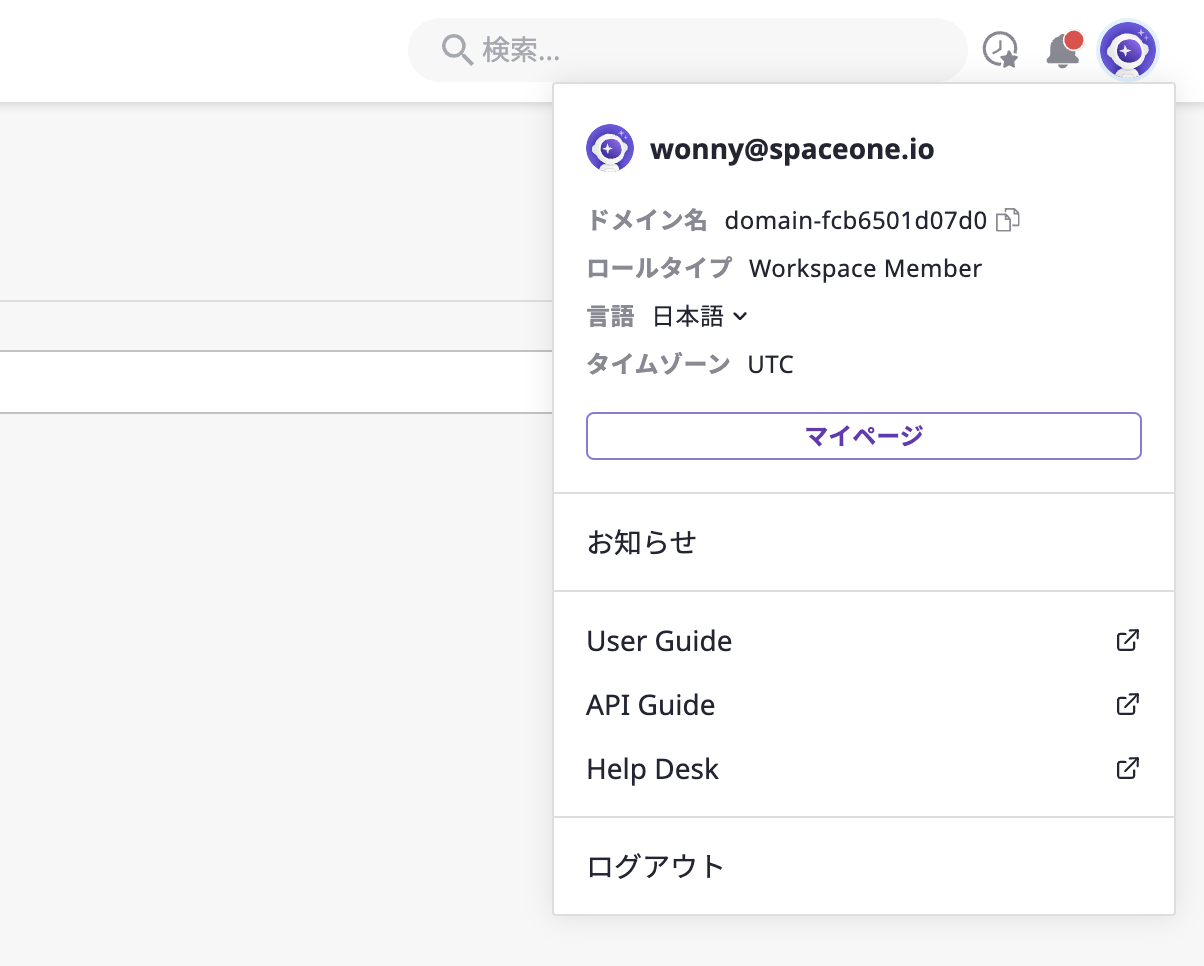 検索...
wonny@spaceone.io
ドメイン名 domain-fcb6501d07d0
ロールタイプ Workspace Member
言語 日本語
タイムゾーン UTC
マイページ
お知らせ
User Guide
API Guide
Help Desk
ログアウト